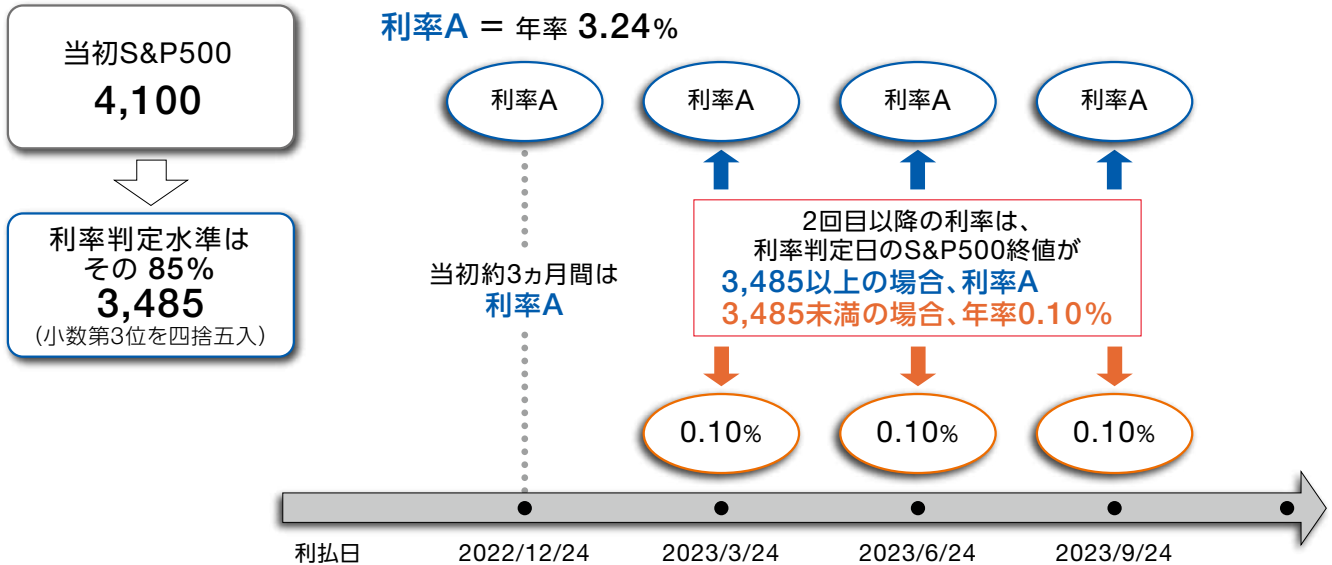 当初S&P500
4,100
利率判定水準は
その 85%
3,485
(小数第3位を四捨五入)
利率A = 年率 3.24%
利率A
利率A
利率A
利率A
当初約3ヵ月間は
利率A
2回目以降の利率は、
利率判定日のS&P500終値が
3,485以上の場合、利率A
3,485未満の場合、年率0.10%
0.10%
0.10%
0.10%
利払日
2022/12/24
2023/3/24
2023/6/24
2023/9/24